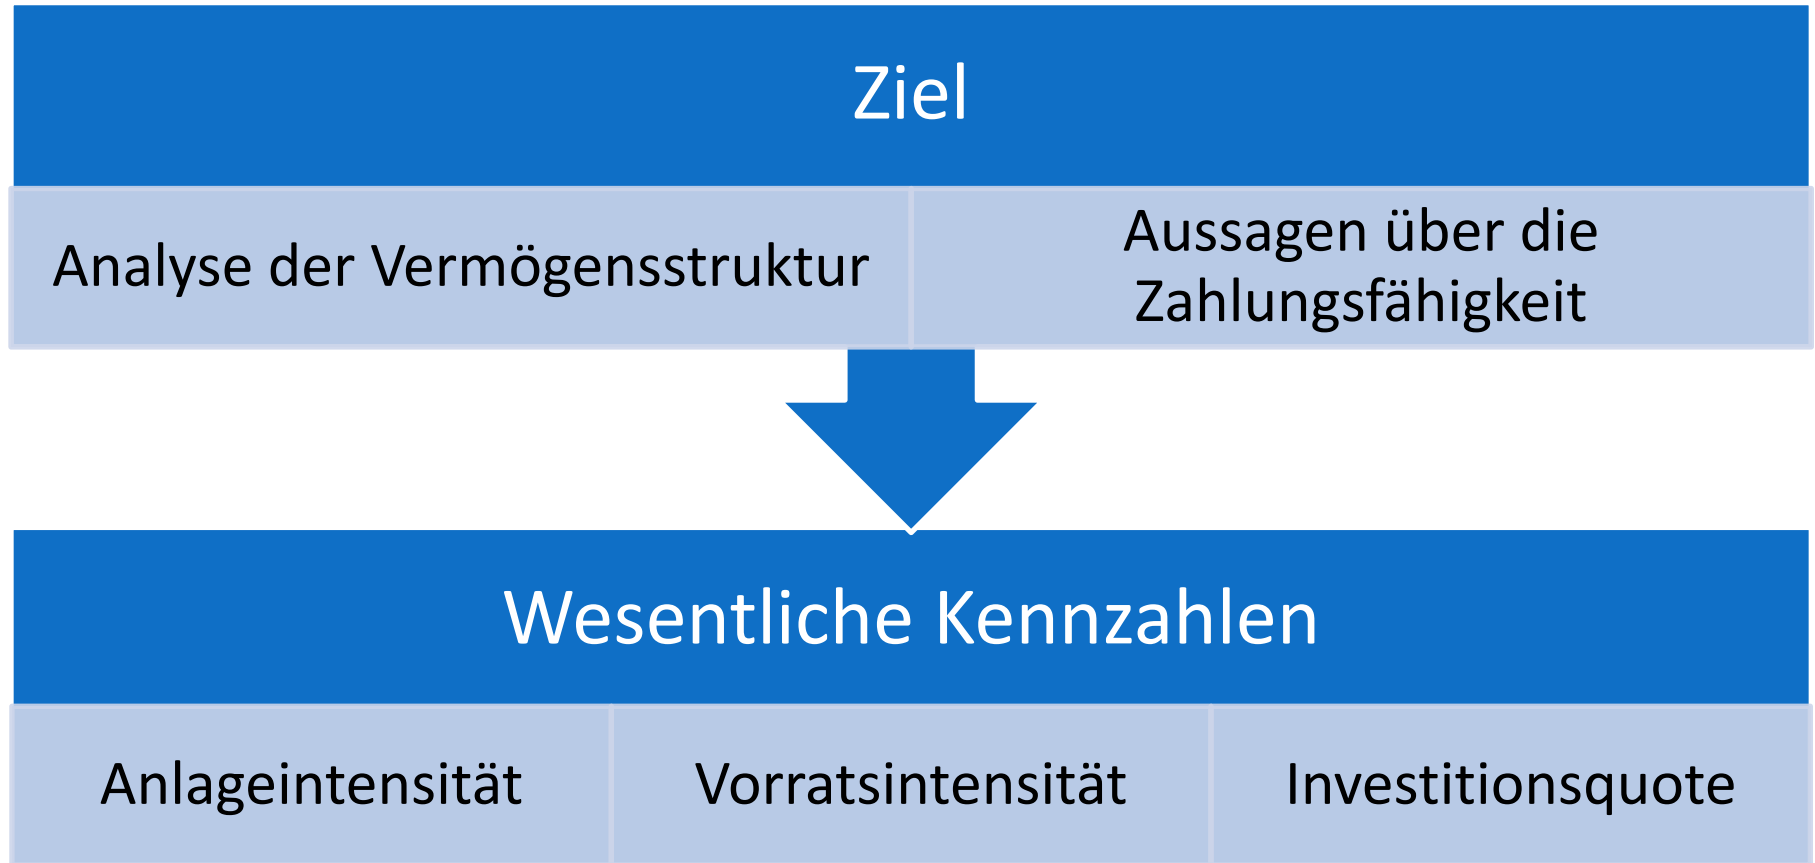 Ziel
Analyse der Vermögensstruktur
Aussagen über die
Zahlungsfähigkeit
Wesentliche Kennzahlen
Anlageintensität
Vorratsintensität
Investitionsquote